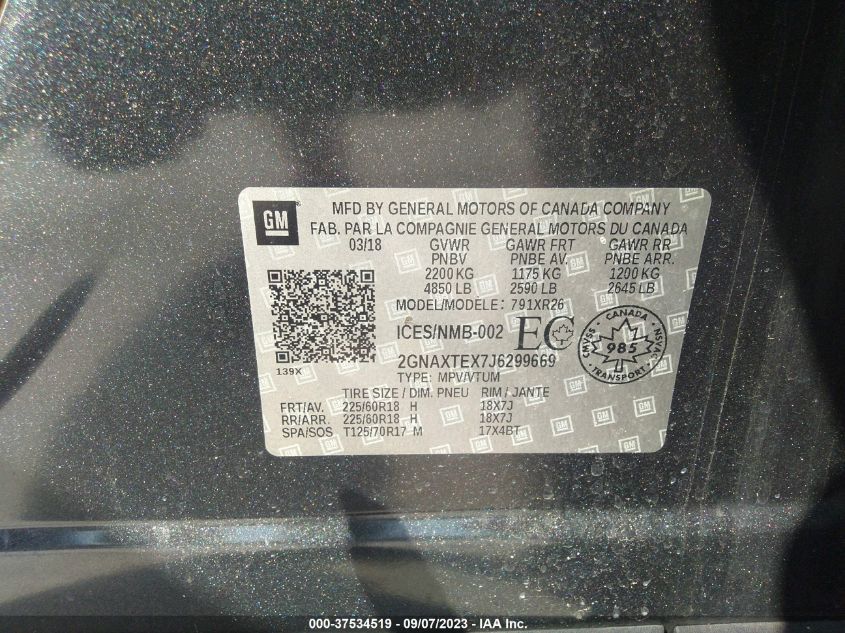 GM
MFD BY GENERAL MOTORS OF CANADA COMPANY
FAB. PAR LA COMPAGNIE GENERAL MOTORS DU CANADA
03/18 GVWR GAWR FRT GAWR RR
PNBV PNBE AV. PNBE ARR.
2200 KG 1175 KG 1200 KG
4850 LB 2590 LB 2645 LB
MODEL/MODÈLE: 791XR26
ICES/NMB-002 EC
CANADA
CMVSS 985 NSVAC
TRANSPORT
2GNAXTEX7J6299669
139X
TYPE: MPV/VTUM
TIRE SIZE / DIM. PNEU RIM / JANTE
FRT/AV. 225/60R18 H 18X7J
RR/ARR. 225/60R18 H 18X7J
SPA/SOS T125/70R17 M 17X4BT
000-37534519 - 09/07/2023 - IAA Inc.